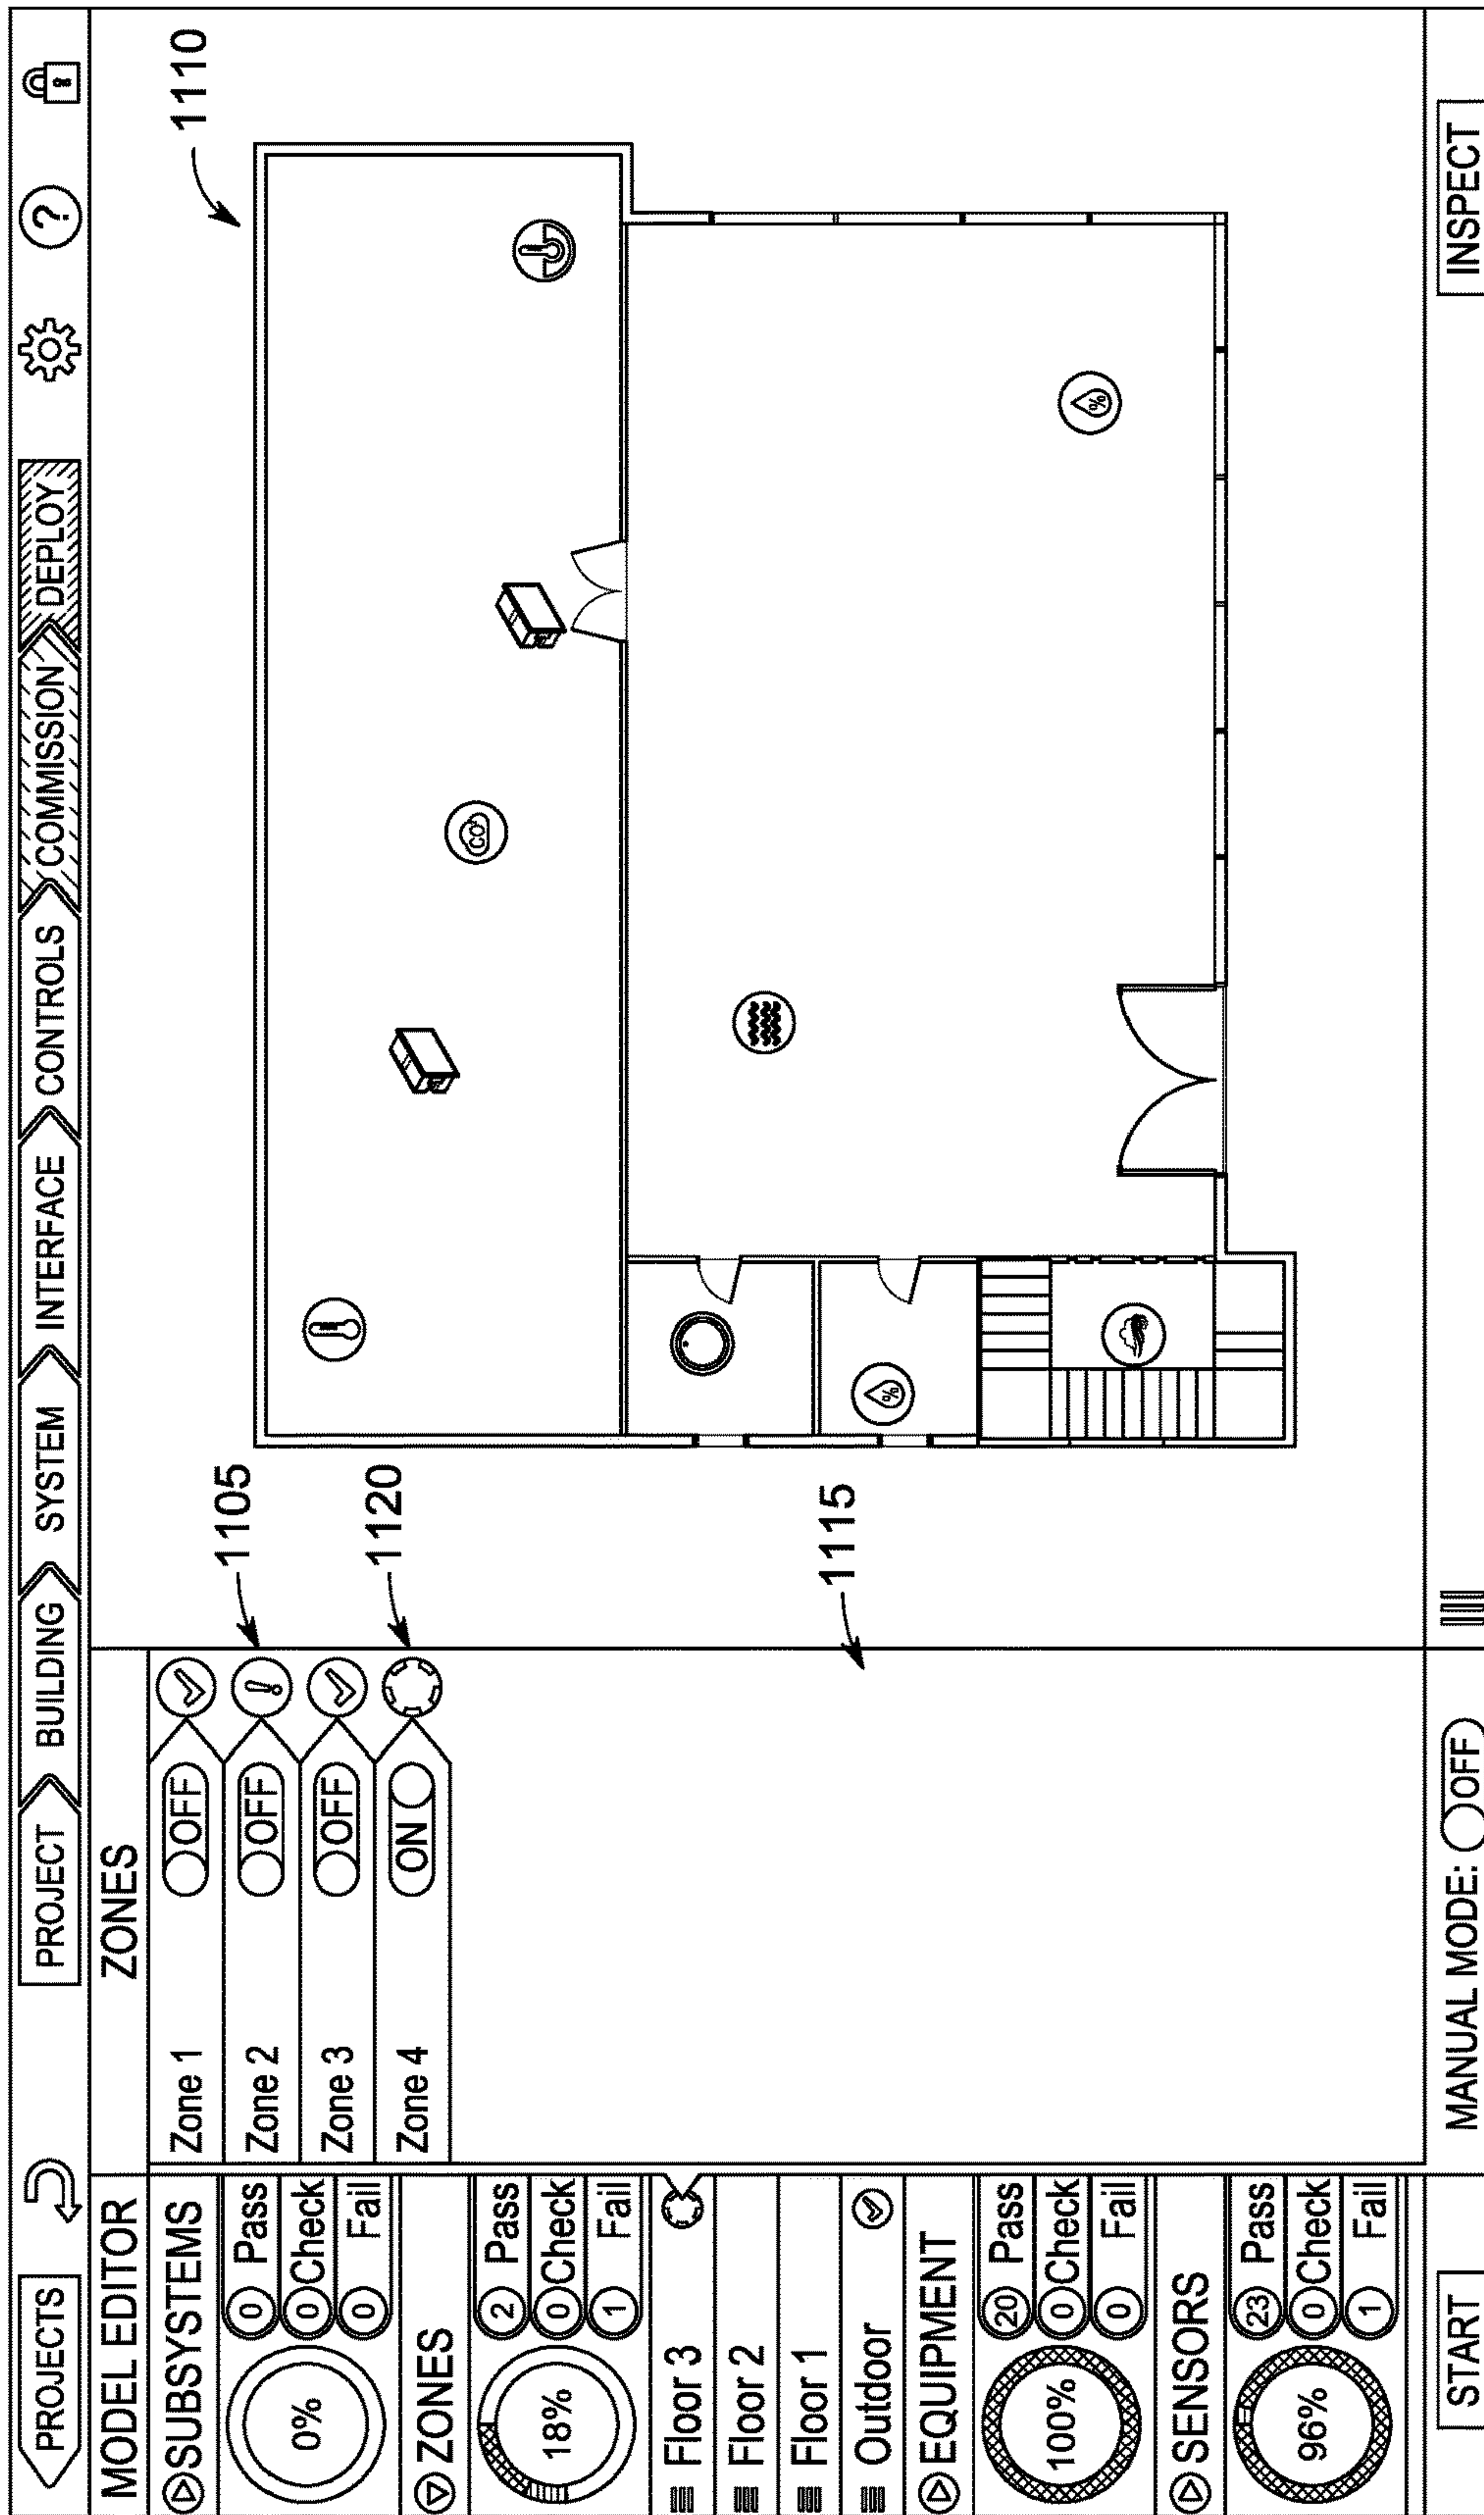 PROJECTS
PROJECT
BUILDING
SYSTEM
INTERFACE
CONTROLS
COMMISSION
DEPLOY
?
MODEL EDITOR
ZONES
1110
SUBSYSTEMS
0%
0 Pass
0 Check
0 Fail
ZONES
18%
2 Pass
0 Check
1 Fail
Floor 3
Floor 2
Floor 1
Outdoor
EQUIPMENT
100%
20 Pass
0 Check
0 Fail
SENSORS
96%
23 Pass
0 Check
1 Fail
START
Zone 1 OFF
Zone 2 OFF !
Zone 3 OFF
Zone 4 ON
1105
1120
1115
CO
%
%
MANUAL MODE: OFF
INSPECT